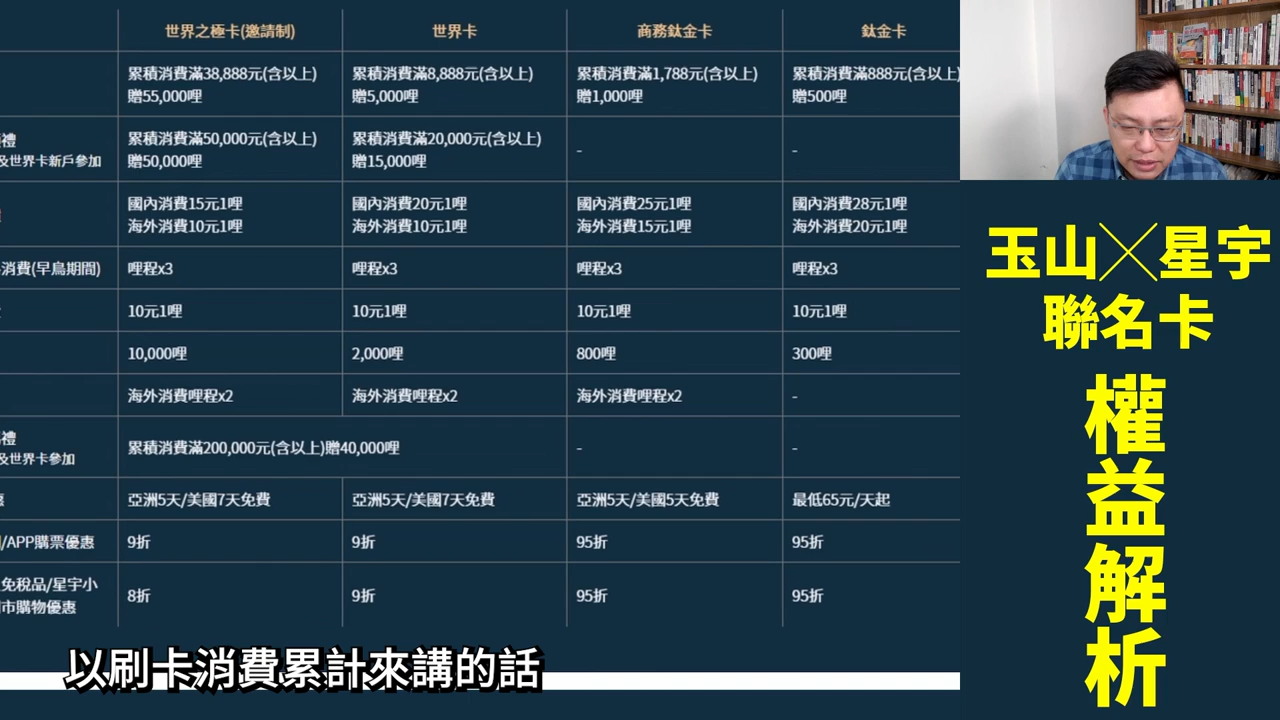 世界之極卡(邀請制) 世界卡 商務鈦金卡 鈦金卡
累積消費滿38,888元(含以上) 累積消費滿8,888元(含以上) 累積消費滿1,788元(含以上) 累積消費滿888元(含以上)
贈55,000哩 贈5,000哩 贈1,000哩 贈500哩
禮 累積消費滿50,000元(含以上) 累積消費滿20,000元(含以上) - -
及世界卡新戶參加 贈50,000哩 贈15,000哩
國內消費15元1哩 國內消費20元1哩 國內消費25元1哩 國內消費28元1哩
海外消費10元1哩 海外消費10元1哩 海外消費15元1哩 海外消費20元1哩
消費(早鳥期間) 哩程x3 哩程x3 哩程x3 哩程x3
10元1哩 10元1哩 10元1哩 10元1哩
10,000哩 2,000哩 800哩 300哩
海外消費哩程x2 海外消費哩程x2 海外消費哩程x2 -
禮 累積消費滿200,000元(含以上)贈40,000哩 - -
及世界卡參加
亞洲5天/美國7天免費 亞洲5天/美國7天免費 亞洲5天/美國5天免費 最低65元/天起
/APP購票優惠 9折 9折 95折 95折
免稅品/星宇小 8折 9折 95折 95折
市購物優惠
以刷卡消費累計來講的話
玉山╳星宇
聯名卡
權益解析